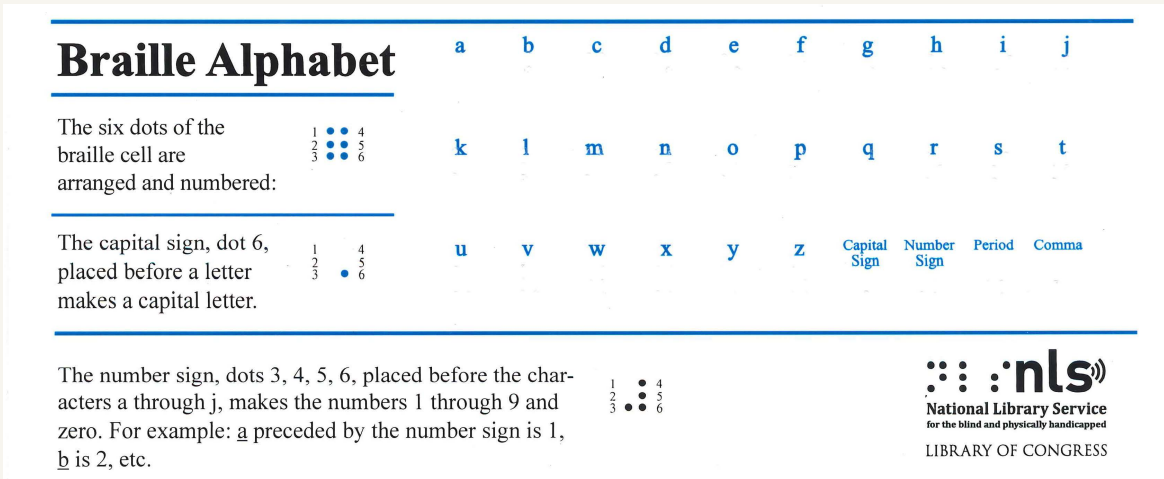 Braille Alphabet
The six dots of the
braille cell are
arranged and numbered:
1 4
2 5
3 6
The capital sign, dot 6,
placed before a letter
makes a capital letter.
1 4
2 5
3 6
a b c d e f g h i j
k l m n o p q r s t
u v w x y z Capital Sign Number Sign Period Comma
The number sign, dots 3, 4, 5, 6, placed before the char-
acters a through j, makes the numbers 1 through 9 and
zero. For example: a preceded by the number sign is 1,
b is 2, etc.
1 4
2 5
3 6
⠝⠇⠎ nls
National Library Service
for the blind and physically handicapped
LIBRARY OF CONGRESS